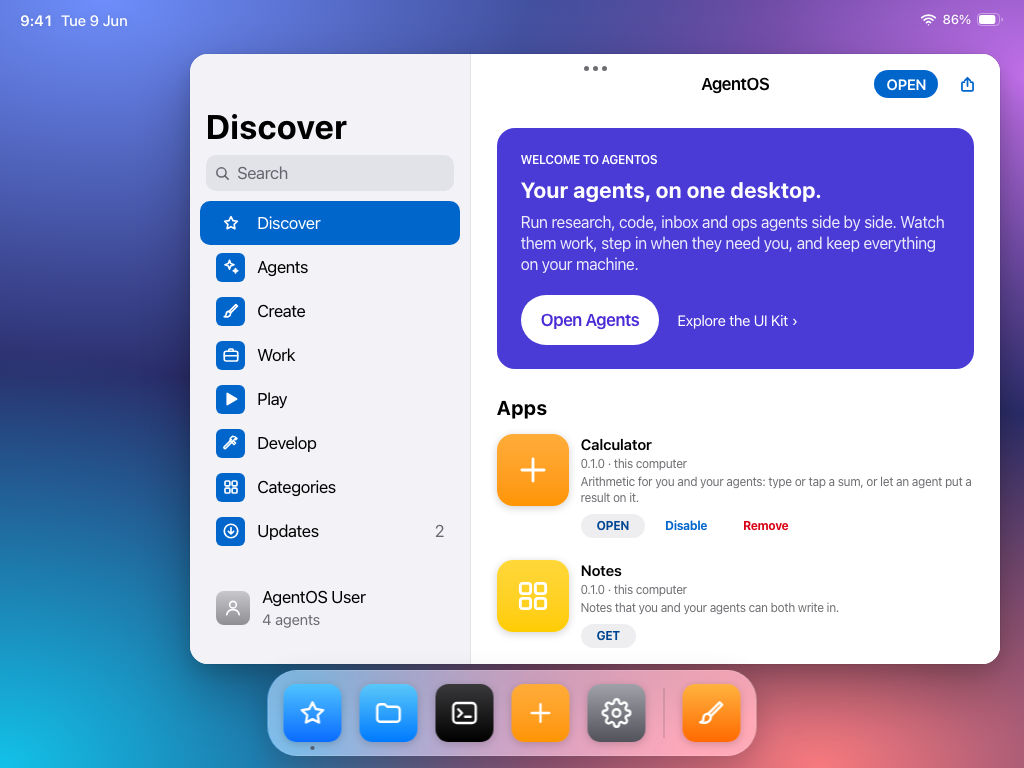 9:41 Tue 9 Jun
86%
Discover
Search
Discover
Agents
Create
Work
Play
Develop
Categories
Updates 2
AgentOS User
4 agents
AgentOS
OPEN
WELCOME TO AGENTOS
Your agents, on one desktop.
Run research, code, inbox and ops agents side by side. Watch
them work, step in when they need you, and keep everything
on your machine.
Open Agents
Explore the UI Kit ›
Apps
Calculator
0.1.0 · this computer
Arithmetic for you and your agents: type or tap a sum, or let an agent put a
result on it.
OPEN Disable Remove
Notes
0.1.0 · this computer
Notes that you and your agents can both write in.
GET